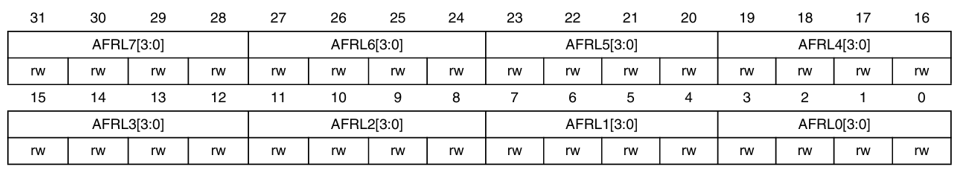 31 30 29 28 27 26 25 24 23 22 21 20 19 18 17 16
AFRL7[3:0] AFRL6[3:0] AFRL5[3:0] AFRL4[3:0]
rw rw rw rw rw rw rw rw rw rw rw rw rw rw rw rw
15 14 13 12 11 10 9 8 7 6 5 4 3 2 1 0
AFRL3[3:0] AFRL2[3:0] AFRL1[3:0] AFRL0[3:0]
rw rw rw rw rw rw rw rw rw rw rw rw rw rw rw rw